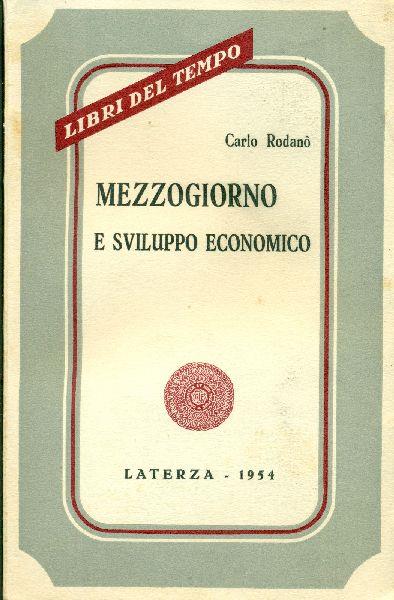 LIBRI DEL TEMPO
Carlo Rodanò
MEZZOGIORNO
E SVILUPPO ECONOMICO
LATERZA - 1954